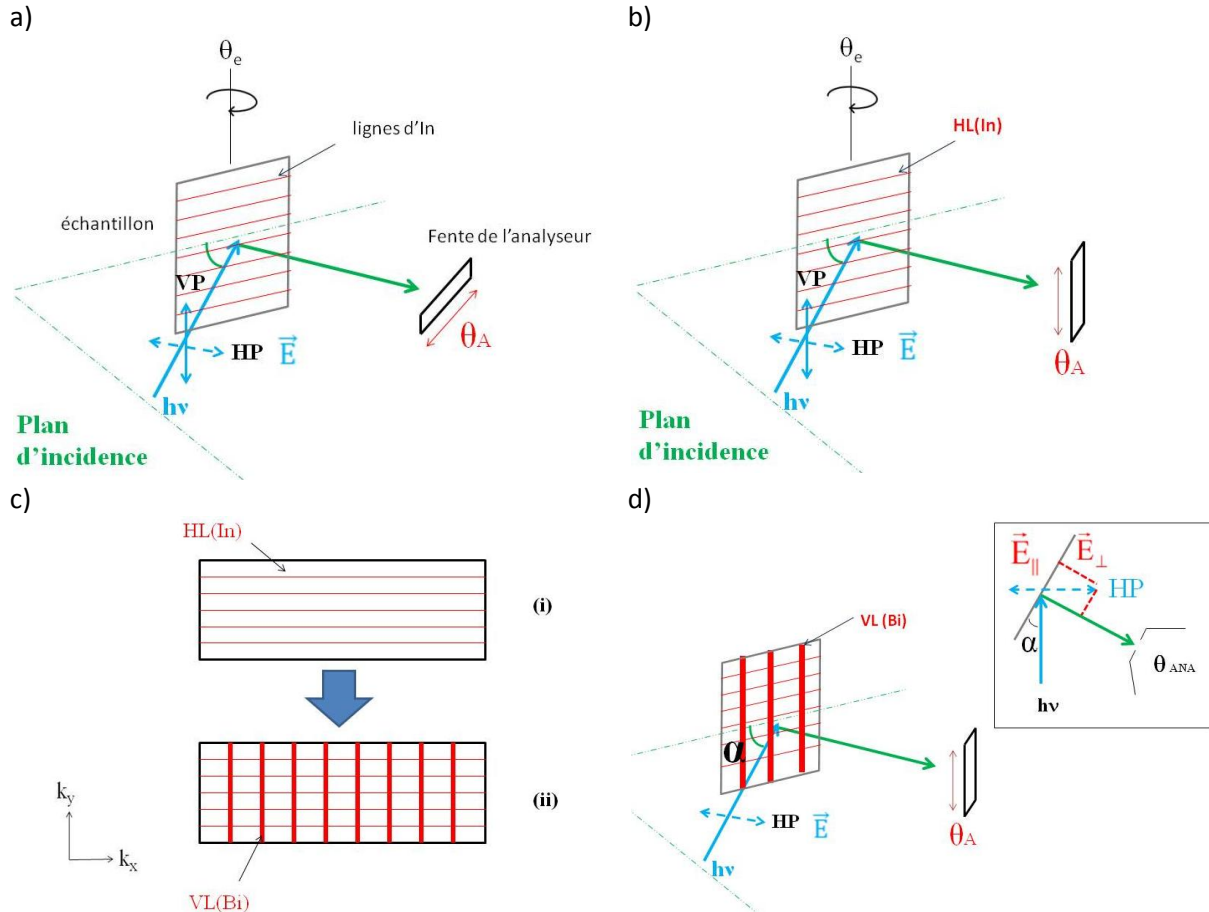 a)
θe
lignes d'In
échantillon
Fente de l'analyseur
VP
θA
HP E⃗
hν
Plan
d'incidence
b)
θe
HL(In)
VP
HP E⃗
θA
hν
Plan
d'incidence
c)
HL(In)
(i)
ky
(ii)
kx
VL(Bi)
d)
E⃗∥ E⃗⊥
HP
α
θ ANA
hν
VL (Bi)
α
HP E⃗
θA
hν